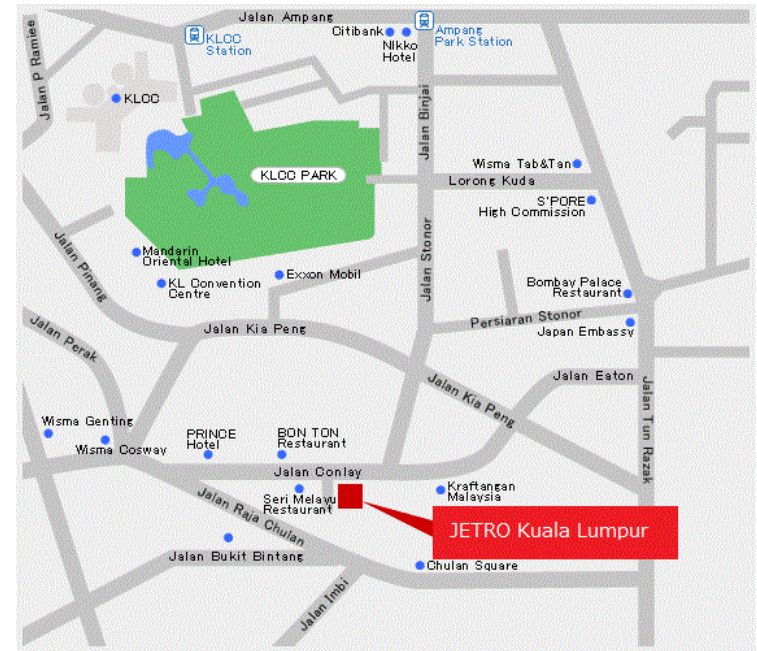 Jalan Ampang
Jalan P Ramlee
KLCC
Station
Citibank
Nikko
Hotel
Ampang
Park Station
KLCC
Jalan Binjai
Wisma Tab&Tan
KLCC PARK
Lorong Kuda
S'PORE
High Commission
Jalan Stonor
Mandarin
Oriental Hotel
Jalan Pinang
KL Convention
Centre
Exxon Mobil
Bombay Palace
Restaurant
Persiaran Stonor
Japan Embassy
Jalan Perak
Jalan Kia Peng
Jalan Eaton
Jalan Kia Peng
Jalan Tun Razak
Wisma Genting
Wisma Cosway
PRINCE
Hotel
BON TON
Restaurant
Jalan Conlay
Seri Melayu
Restaurant
Kraftangan
Malaysia
Jalan Raja Chulan
JETRO Kuala Lumpur
Jalan Bukit Bintang
Chulan Square
Jalan Imbi